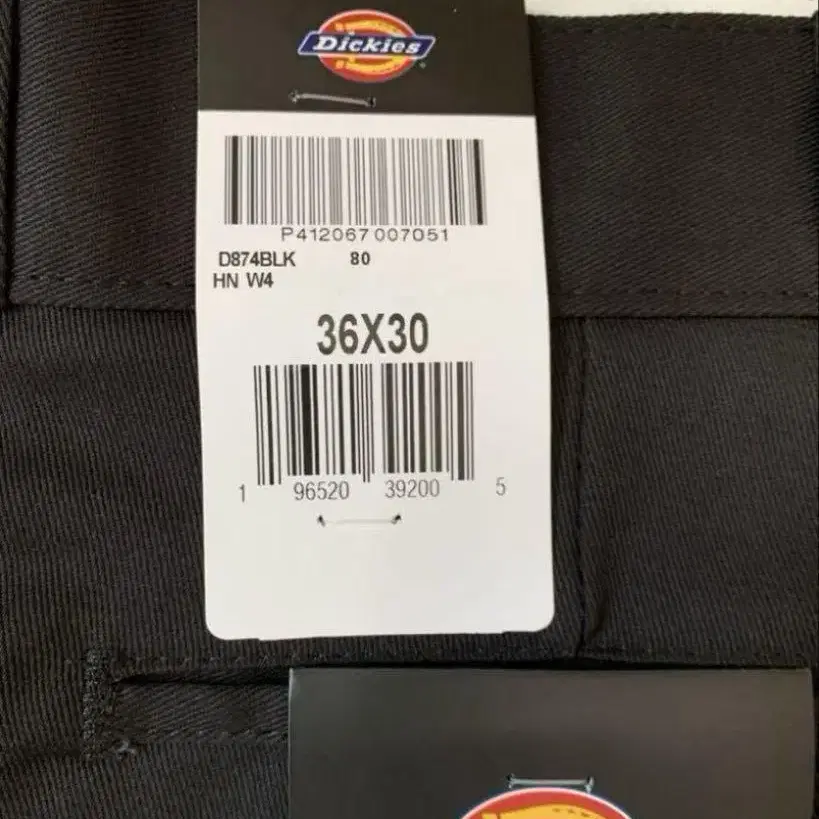 Dickies
P412067007051
D874BLK 80
HN W4
36X30
1 96520 39200 5